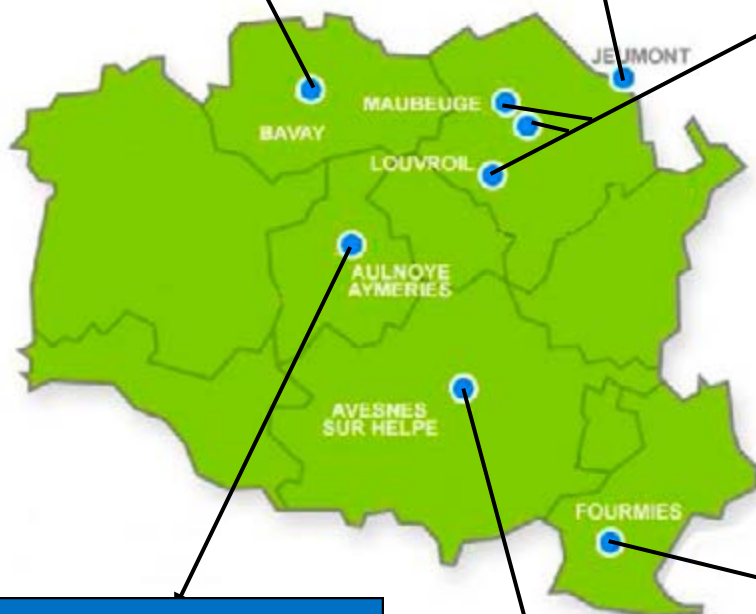 JEUMONT
MAUBEUGE
BAVAY
LOUVROIL
AULNOYE
AYMERIES
AVESNES
SUR HELPE
FOURMIES